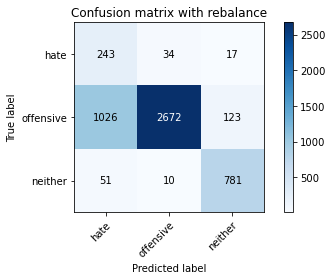 Confusion matrix with rebalance
True label
hate
offensive
neither
243 34 17
1026 2672 123
51 10 781
hate
offensive
neither
Predicted label
2500
2000
1500
1000
500